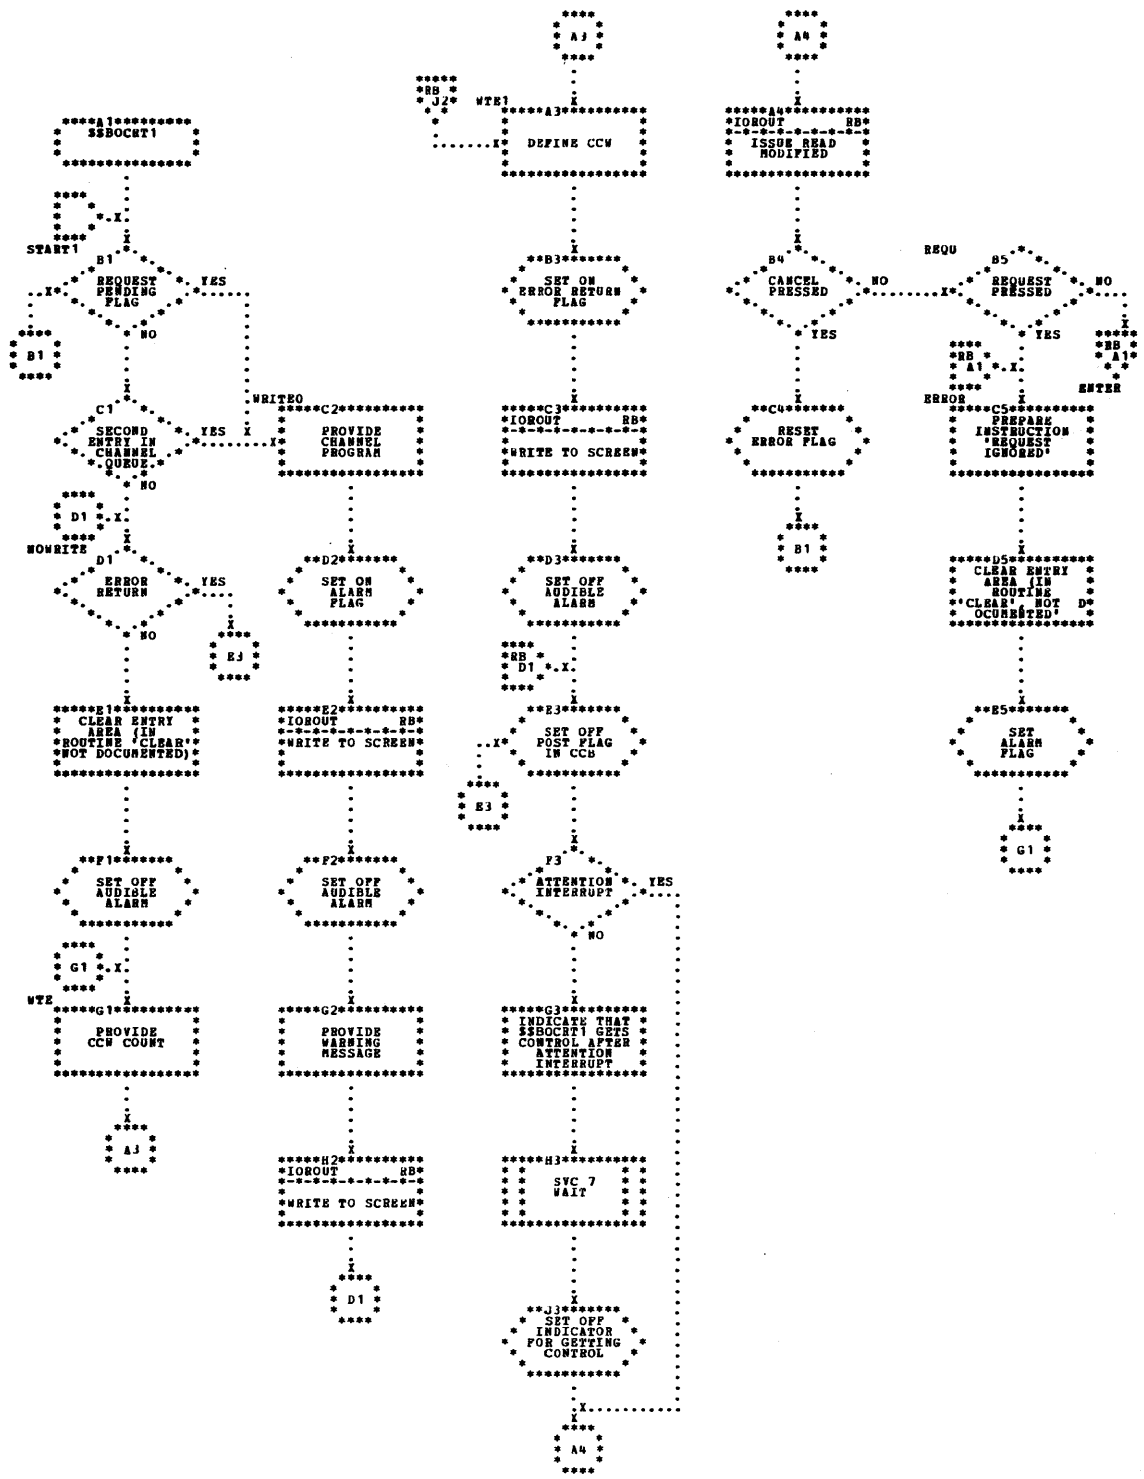 A1
$$BOCRT1
START1
B1
REQUEST
PENDING
FLAG
YES
NO
B1
C1
SECOND
ENTRY IN
CHANNEL
QUEUE
YES
NO
D1
NOWRITE
D1
ERROR
RETURN
YES
NO
E3
E1
CLEAR ENTRY
AREA (IN
ROUTINE 'CLEAR'
NOT DOCUMENTED)
F1
SET OFF
AUDIBLE
ALARM
G1
WTE
G1
PROVIDE
CCW COUNT
A3
WRITEO
C2
PROVIDE
CHANNEL
PROGRAM
D2
SET ON
ALARM
FLAG
E2
IOROUT RB
WRITE TO SCREEN
F2
SET OFF
AUDIBLE
ALARM
G2
PROVIDE
WARNING
MESSAGE
H2
IOROUT RB
WRITE TO SCREEN
D1
A3
RB
J2
WTE1
A3
DEFINE CCW
B3
SET ON
ERROR RETURN
FLAG
C3
IOROUT RB
WRITE TO SCREEN
D3
SET OFF
AUDIBLE
ALARM
RB
D1
E3
SET OFF
POST FLAG
IN CCB
E3
F3
ATTENTION
INTERRUPT
YES
NO
G3
INDICATE THAT
$$BOCRT1 GETS
CONTROL AFTER
ATTENTION
INTERRUPT
H3
SVC 7
WAIT
J3
SET OFF
INDICATOR
FOR GETTING
CONTROL
A4
A4
A4
IOROUT RB
ISSUE READ
MODIFIED
B4
CANCEL
PRESSED
NO
YES
C4
RESET
ERROR FLAG
B1
REQU
B5
REQUEST
PRESSED
NO
YES
RB
A1
ENTER
RB
A1
ERROR
C5
PREPARE
INSTRUCTION
'REQUEST
IGNORED'
D5
CLEAR ENTRY
AREA (IN
ROUTINE
'CLEAR', NOT D
OCUMENTED'
E5
SET
ALARM
FLAG
G1